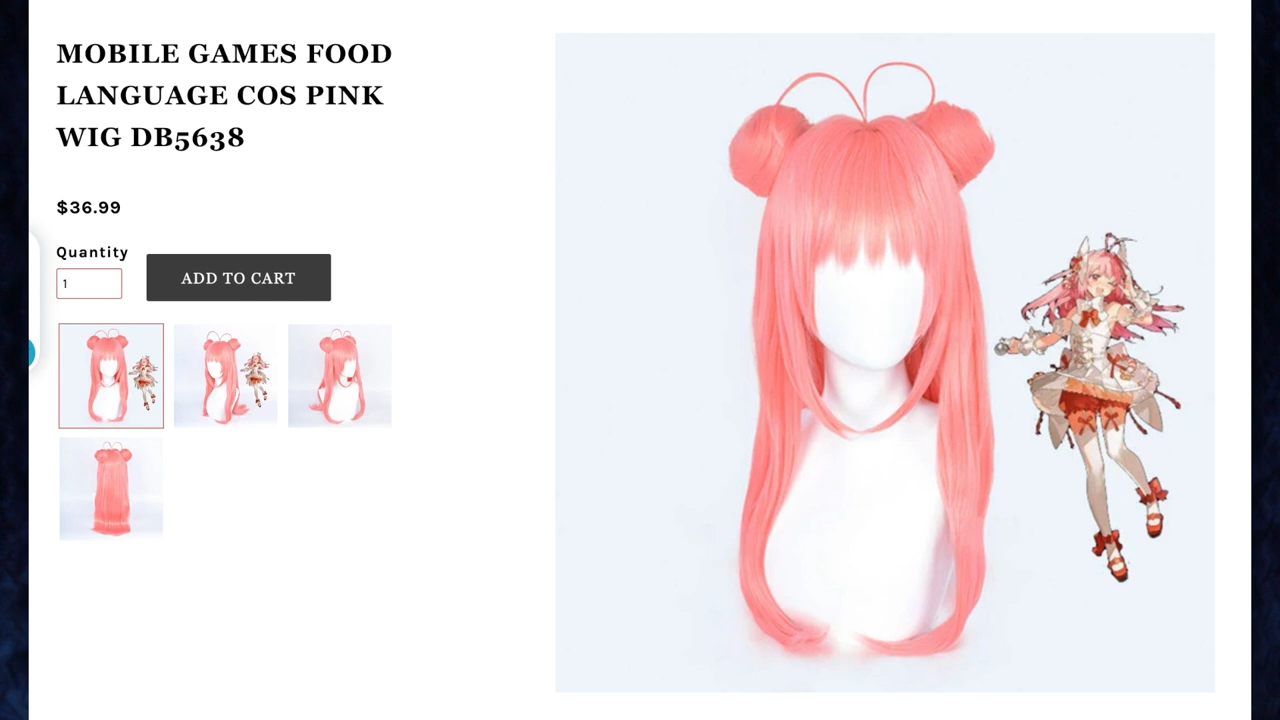 MOBILE GAMES FOOD
LANGUAGE COS PINK
WIG DB5638
$36.99
Quantity
1
ADD TO CART